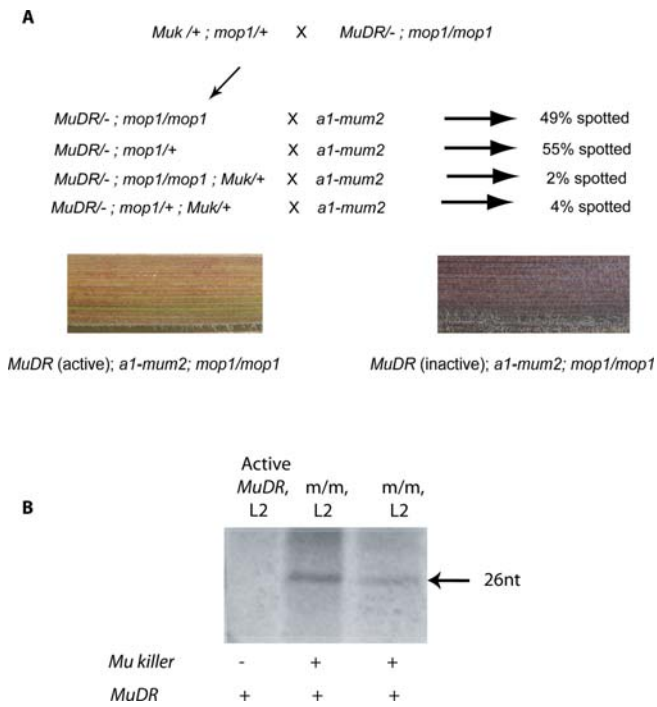 A
Muk /+ ; mop1/+ X MuDR/- ; mop1/mop1
MuDR/- ; mop1/mop1 X a1-mum2 49% spotted
MuDR/- ; mop1/+ X a1-mum2 55% spotted
MuDR/- ; mop1/mop1 ; Muk/+ X a1-mum2 2% spotted
MuDR/- ; mop1/+ ; Muk/+ X a1-mum2 4% spotted
MuDR (active); a1-mum2; mop1/mop1 MuDR (inactive); a1-mum2; mop1/mop1
B
Active
MuDR, m/m, m/m,
L2 L2 L2
26nt
Mu killer - + +
MuDR + + +